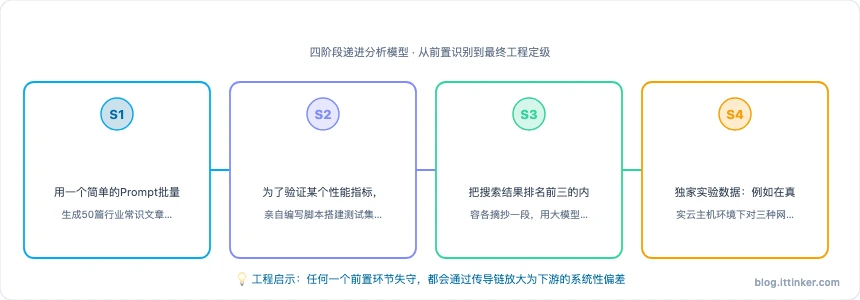 四阶段递进分析模型 · 从前置识别到最终工程定级
S1
用一个简单的Prompt批量
生成50篇行业常识文章...
S2
为了验证某个性能指标，
亲自编写脚本搭建测试集...
S3
把搜索结果排名前三的内
容各摘抄一段，用大模型...
S4
独家实验数据：例如在真
实云主机环境下对三种网...
💡 工程启示：任何一个前置环节失守，都会通过传导链放大为下游的系统性偏差
blog.ittinker.com